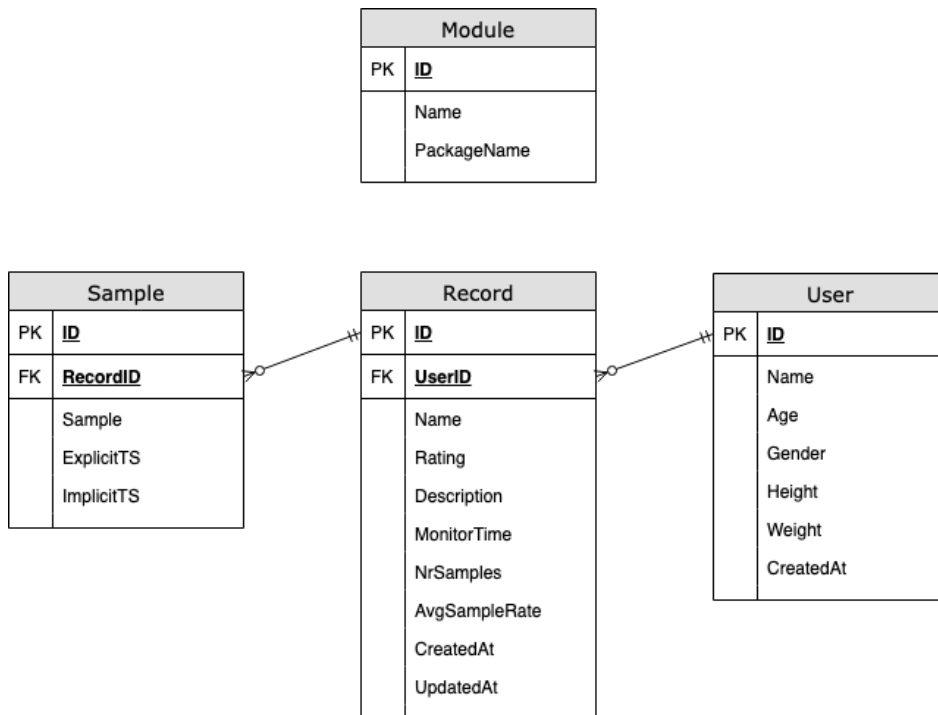 Module
PK ID
Name
PackageName
Sample
PK ID
FK RecordID
Sample
ExplicitTS
ImplicitTS
Record
PK ID
FK UserID
Name
Rating
Description
MonitorTime
NrSamples
AvgSampleRate
CreatedAt
UpdatedAt
User
PK ID
Name
Age
Gender
Height
Weight
CreatedAt